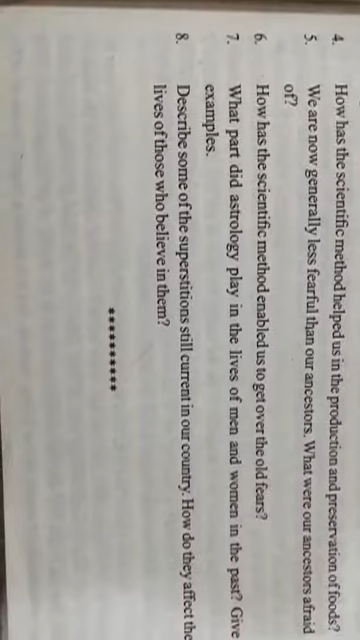 4. How has the scientific method helped us in the production and preservation of foods?
5. We are now generally less fearful than our ancestors. What were our ancestors afraid
of?
6. How has the scientific method enabled us to get over the old fears?
7. What part did astrology play in the lives of men and women in the past? Give
examples.
8. Describe some of the superstitions still current in our country. How do they affect the
lives of those who believe in them?
**********